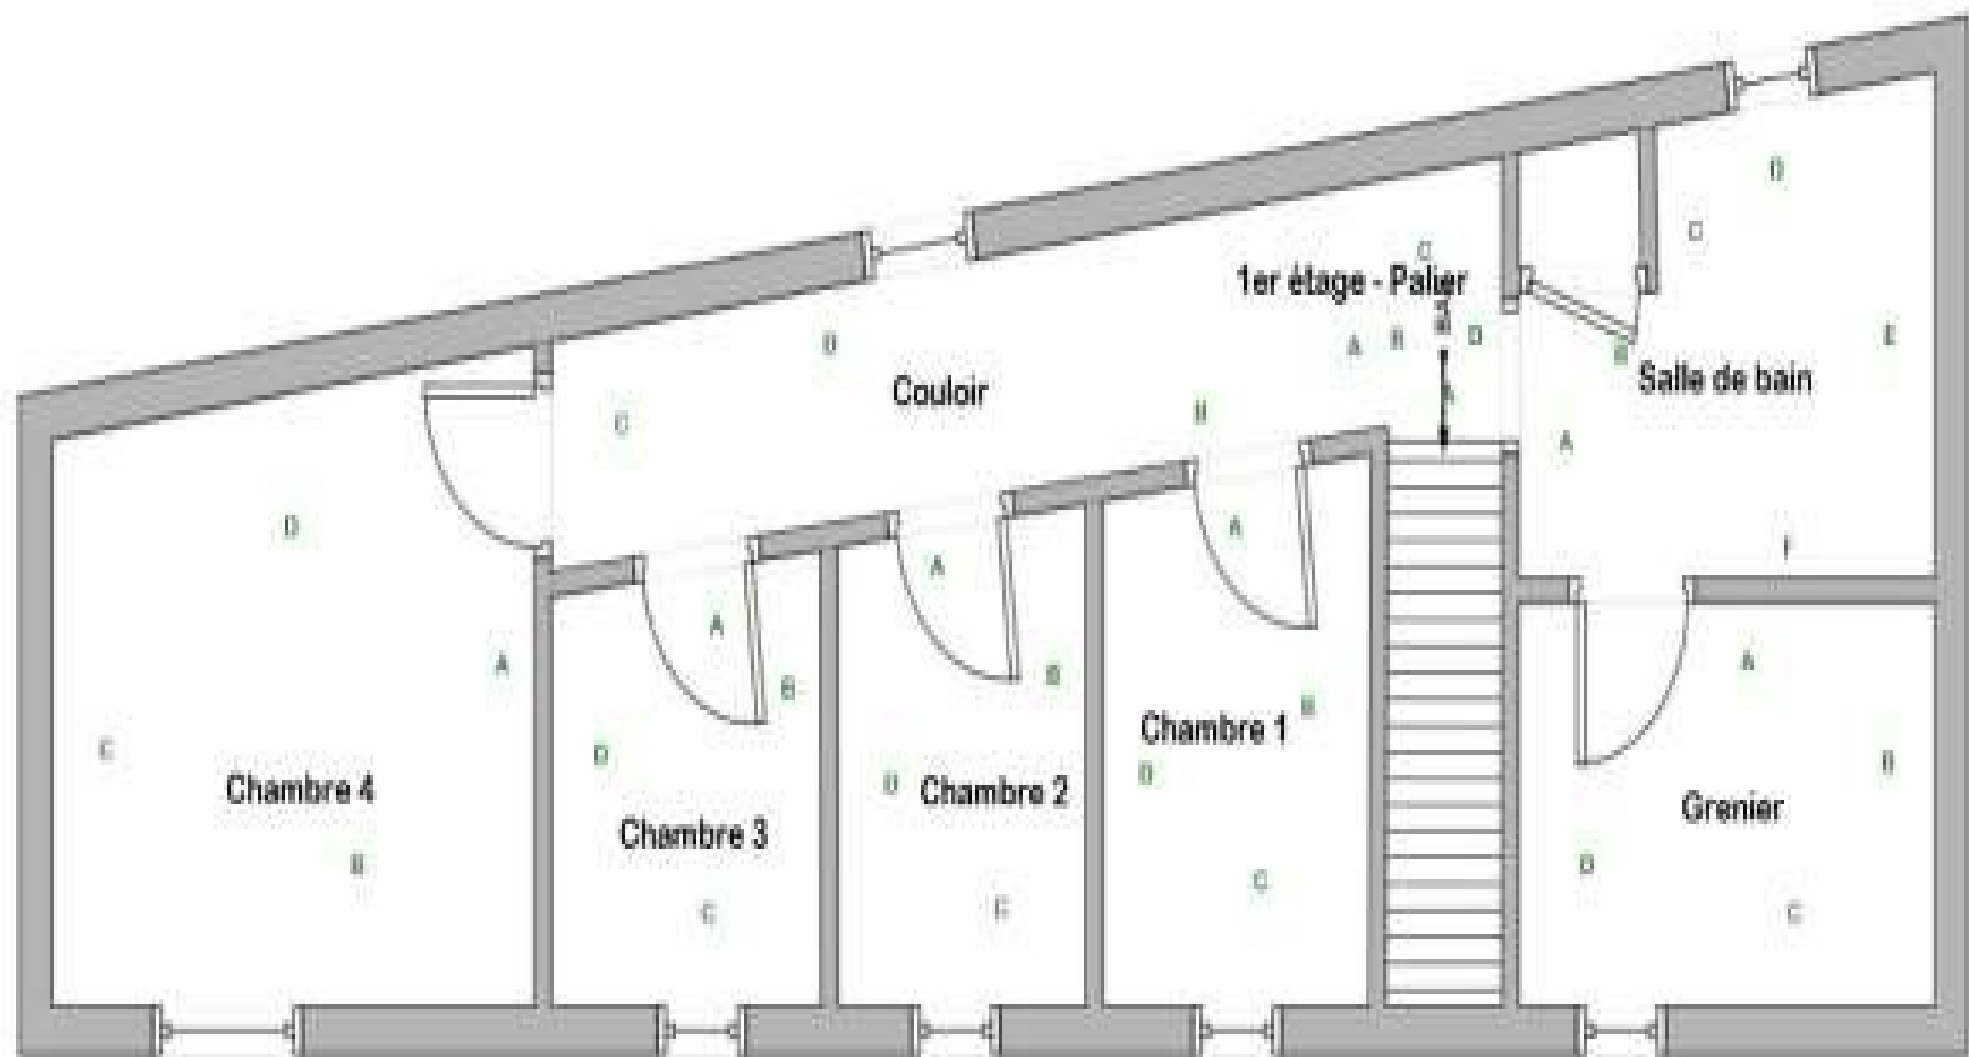 D
C
C
1er étage - Palier
D
A B D
E
Couloir
Salle de bain
C
B
A
D
A
A
A
A
A
B
B
C
Chambre 1
D
D
Chambre 4
Chambre 2
Grenier
Chambre 3
C
C
C
C